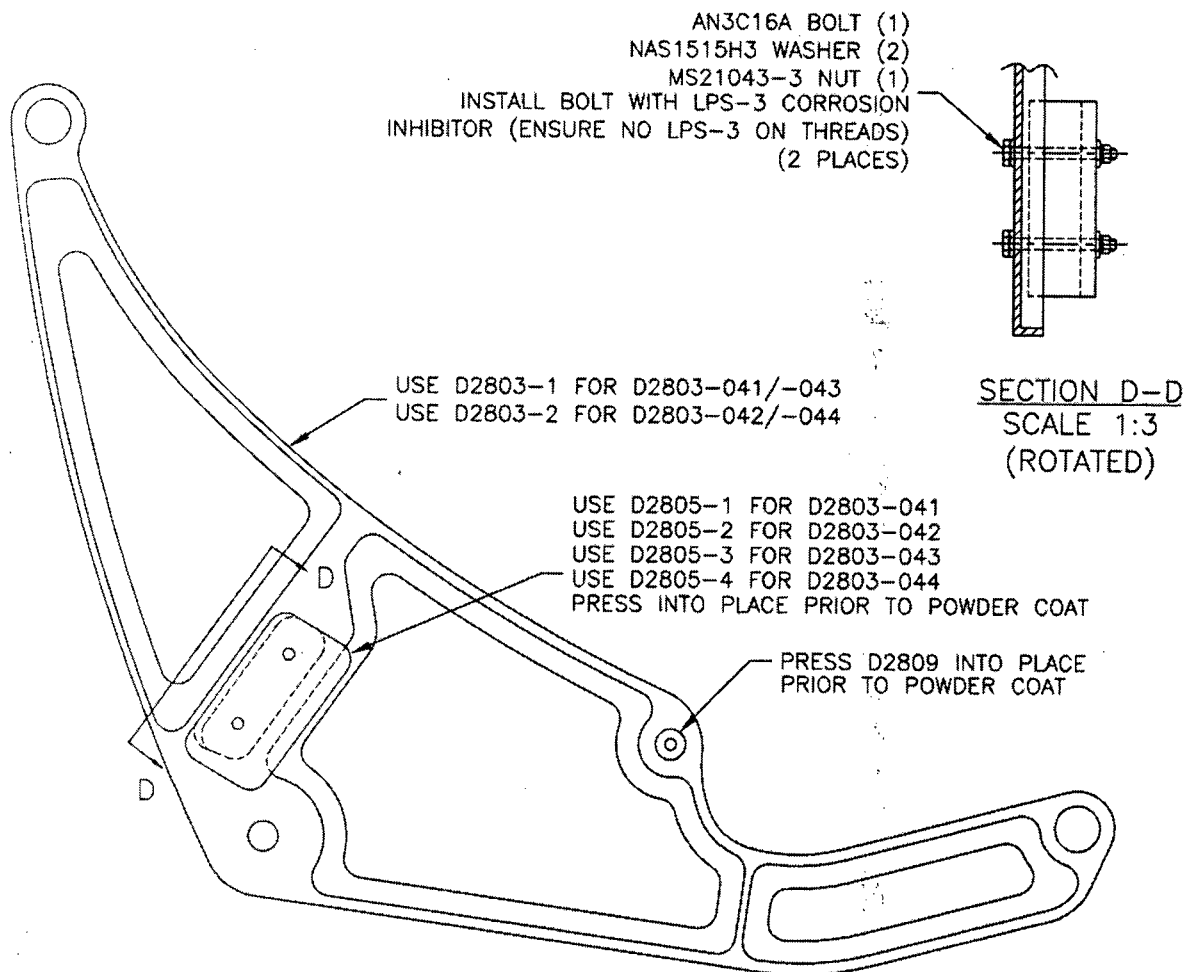 AN3C16A BOLT (1)
NAS1515H3 WASHER (2)
MS21043-3 NUT (1)
INSTALL BOLT WITH LPS-3 CORROSION
INHIBITOR (ENSURE NO LPS-3 ON THREADS)
(2 PLACES)
SECTION D-D
SCALE 1:3
(ROTATED)
USE D2803-1 FOR D2803-041/-043
USE D2803-2 FOR D2803-042/-044
USE D2805-1 FOR D2803-041
USE D2805-2 FOR D2803-042
USE D2805-3 FOR D2803-043
USE D2805-4 FOR D2803-044
PRESS INTO PLACE PRIOR TO POWDER COAT
D
PRESS D2809 INTO PLACE
PRIOR TO POWDER COAT
D